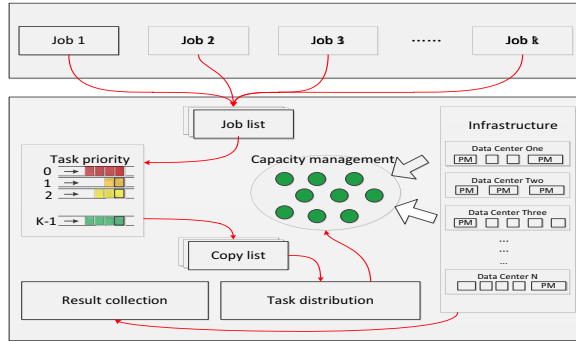 Job 1
Job 2
Job 3
······
Job k
Job list
Infrastructure
Task priority
0
1
2
K-1
Capacity management
Data Center One
PM
PM
Data Center Two
PM
PM
PM
Data Center Three
PM
...
...
...
Data Center N
PM
Copy list
Result collection
Task distribution